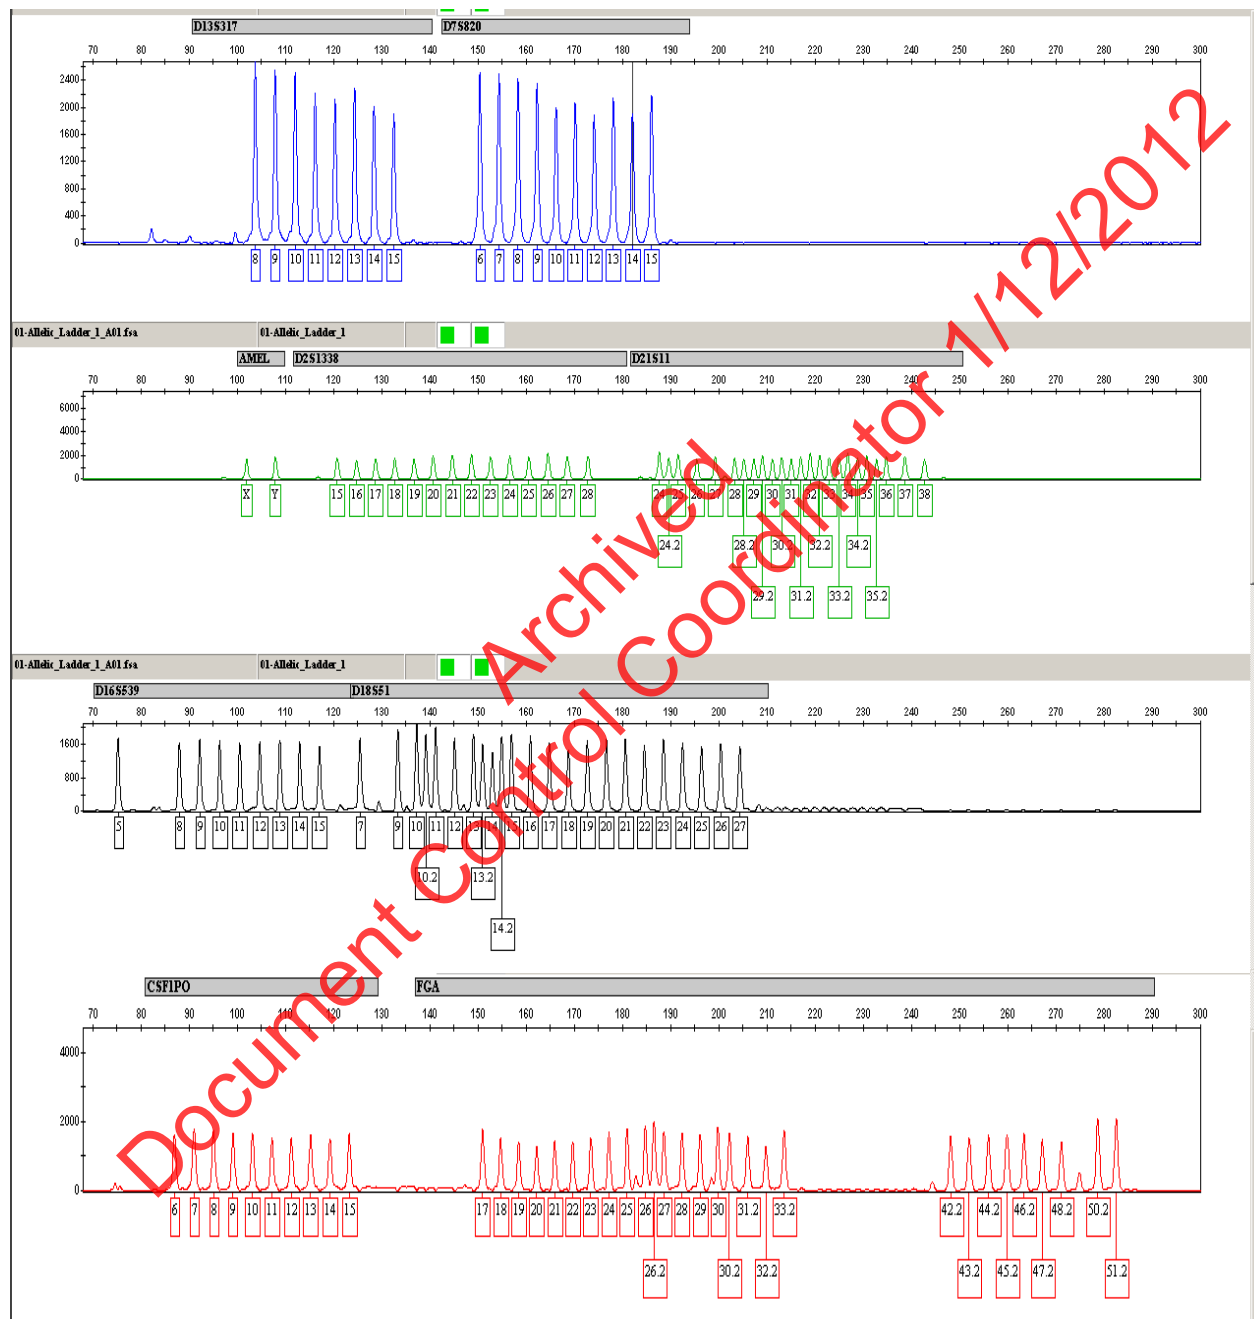 D13S317 D7S820
70 80 90 100 110 120 130 140 150 160 170 180 190 200 210 220 230 240 250 260 270 280 290 300
2400
2000
1600
1200
800
400
0
8 9 10 11 12 13 14 15 6 7 8 9 10 11 12 13 14 15
01-Allelic_Ladder_1_A01.fsa 01-Allelic_Ladder_1
AMEL D2S1338 D21S11
70 80 90 100 110 120 130 140 150 160 170 180 190 200 210 220 230 240 250 260 270 280 290 300
6000
4000
2000
0
X Y 15 16 17 18 19 20 21 22 23 24 25 26 27 28 24 25 26 27 28 29 30 31 32 33 34 35 36 37 38
24.2 28.2 30.2 32.2 34.2
29.2 31.2 33.2 35.2
01-Allelic_Ladder_1_A01.fsa 01-Allelic_Ladder_1
D16S539 D18S51
70 80 90 100 110 120 130 140 150 160 170 180 190 200 210 220 230 240 250 260 270 280 290 300
1600
800
0
5 8 9 10 11 12 13 14 15 7 9 10 11 12 13 14 15 16 17 18 19 20 21 22 23 24 25 26 27
10.2 13.2
14.2
CSF1PO FGA
70 80 90 100 110 120 130 140 150 160 170 180 190 200 210 220 230 240 250 260 270 280 290 300
4000
2000
0
6 7 8 9 10 11 12 13 14 15 17 18 19 20 21 22 23 24 25 26 27 28 29 30 31.2 33.2 42.2 44.2 46.2 48.2 50.2
26.2 30.2 32.2 43.2 45.2 47.2 51.2
Archived
Document Control Coordinator 1/12/2012